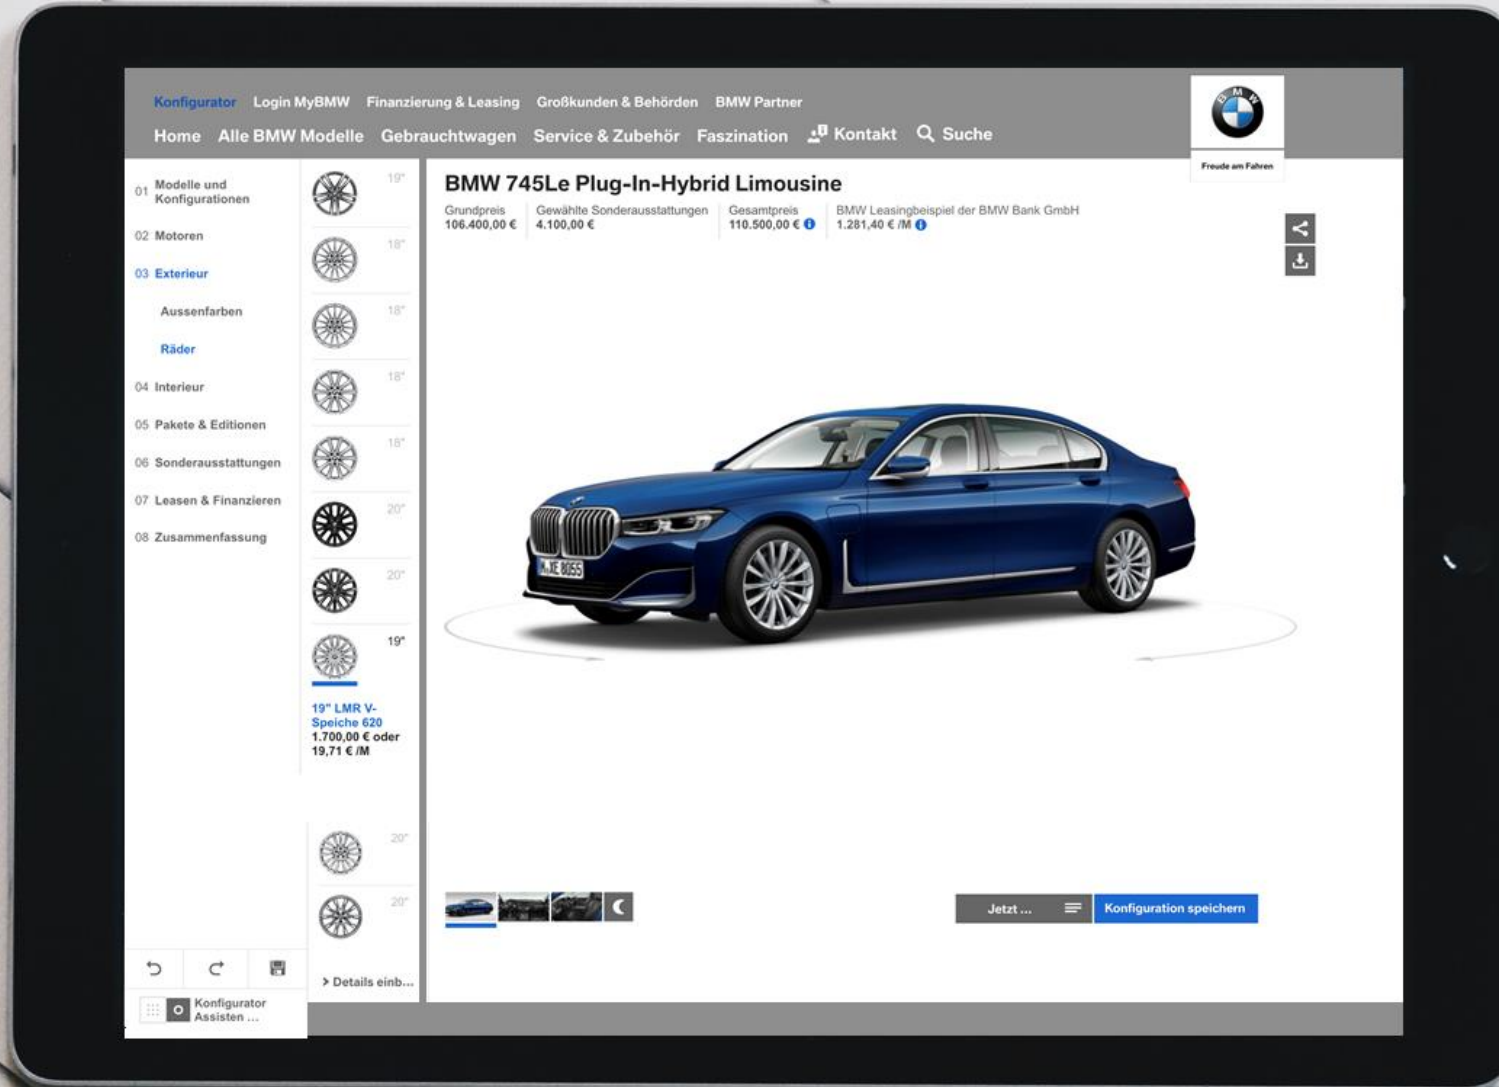 Konfigurator Login MyBMW Finanzierung & Leasing Großkunden & Behörden BMW Partner
Home Alle BMW Modelle Gebrauchtwagen Service & Zubehör Faszination Kontakt Suche
BMW
Freude am Fahren
01 Modelle und
Konfigurationen
02 Motoren
03 Exterieur
Aussenfarben
Räder
04 Interieur
05 Pakete & Editionen
06 Sonderausstattungen
07 Leasen & Finanzieren
08 Zusammenfassung
19"
18"
18"
18"
18"
20"
20"
19"
19" LMR V-
Speiche 620
1.700,00 € oder
19,71 € /M
20"
20"
> Details einb...
Konfigurator
Assisten ...
BMW 745Le Plug-In-Hybrid Limousine
Grundpreis Gewählte Sonderausstattungen Gesamtpreis BMW Leasingbeispiel der BMW Bank GmbH
106.400,00 € 4.100,00 € 110.500,00 € 1.281,40 € /M
M XE 8055
Jetzt ... Konfiguration speichern